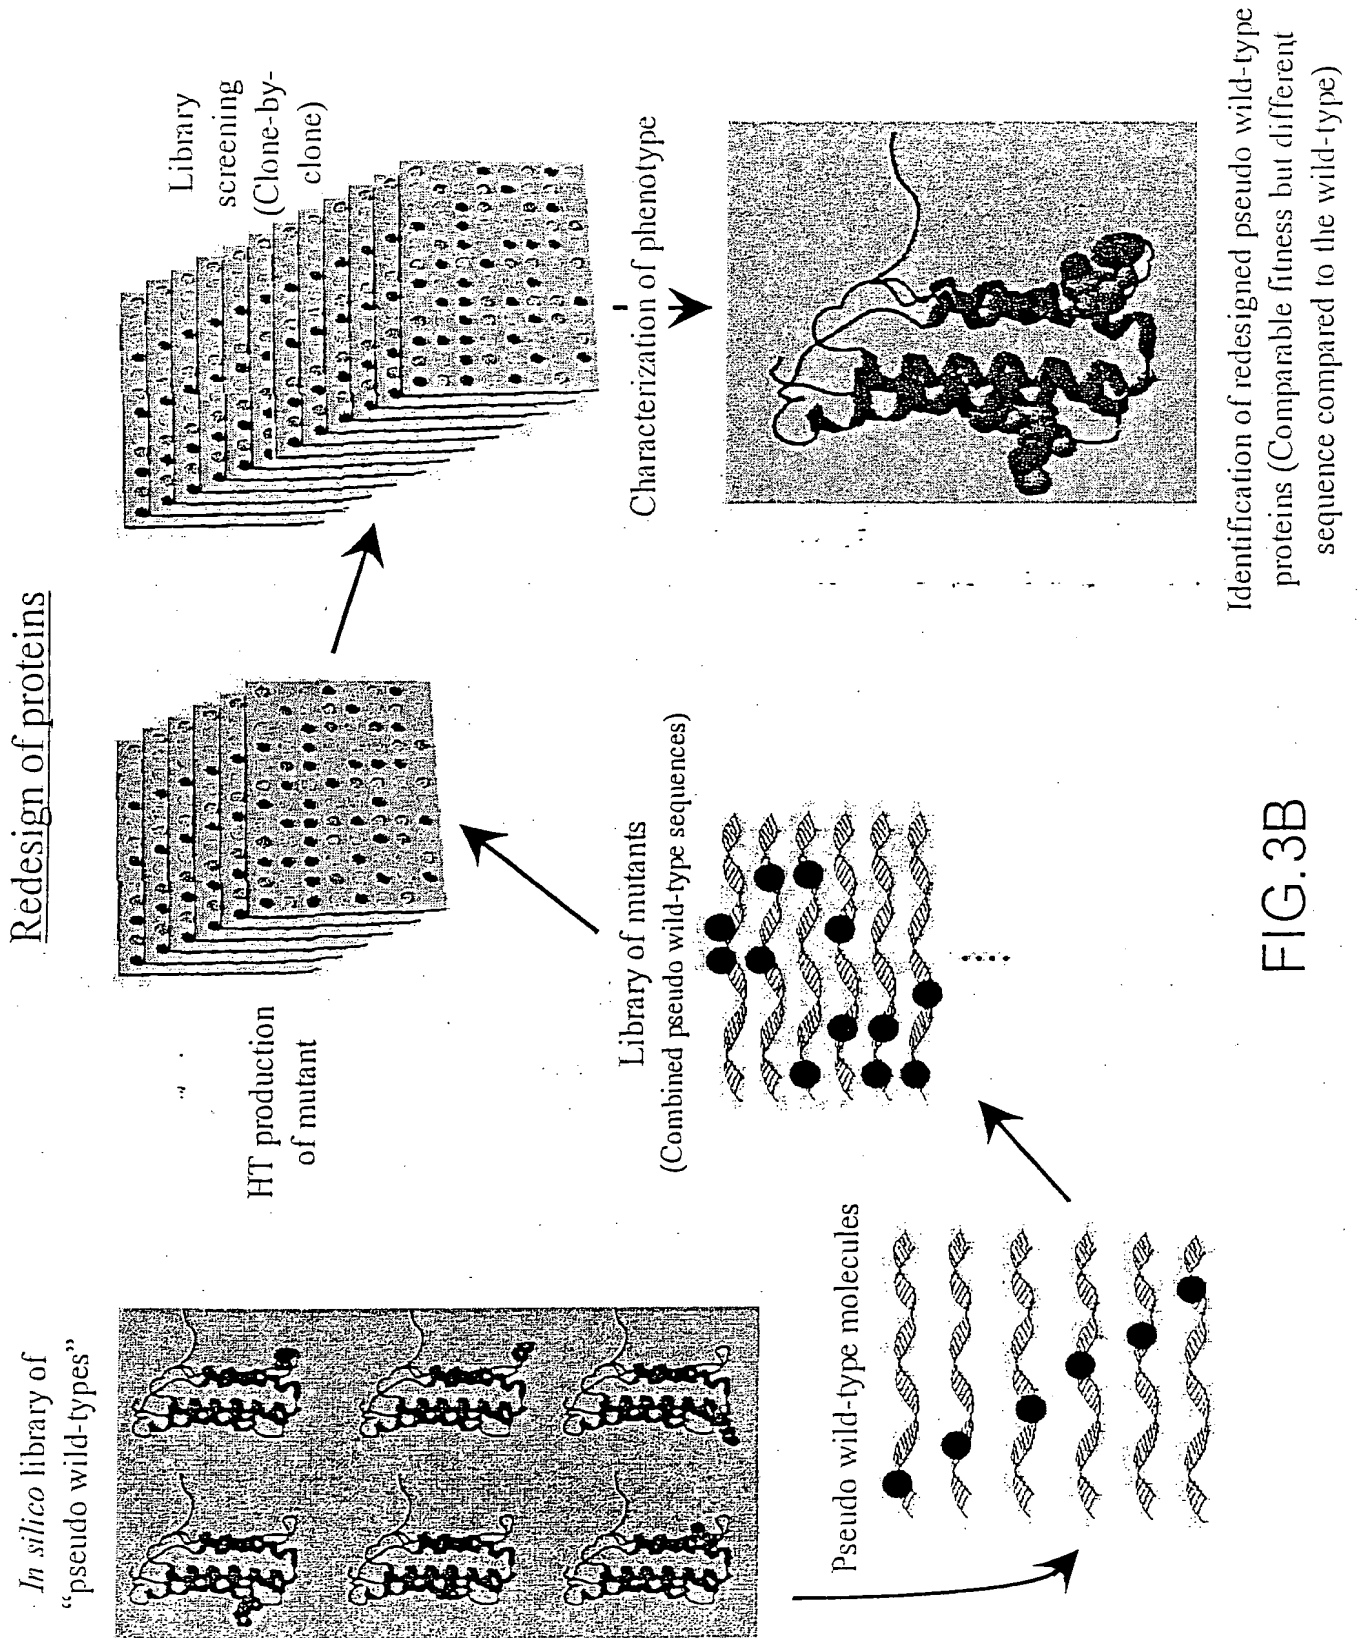 Redesign of proteins
In silico library of
“pseudo wild-types”
Pseudo wild-type molecules
Library of mutants
(Combined pseudo wild-type sequences)
HT production
of mutant
Library
screening
(Clone-by-
clone)
Characterization of phenotype
Identification of redesigned pseudo wild-type
proteins (Comparable fitness but different
sequence compared to the wild-type)
FIG.3B